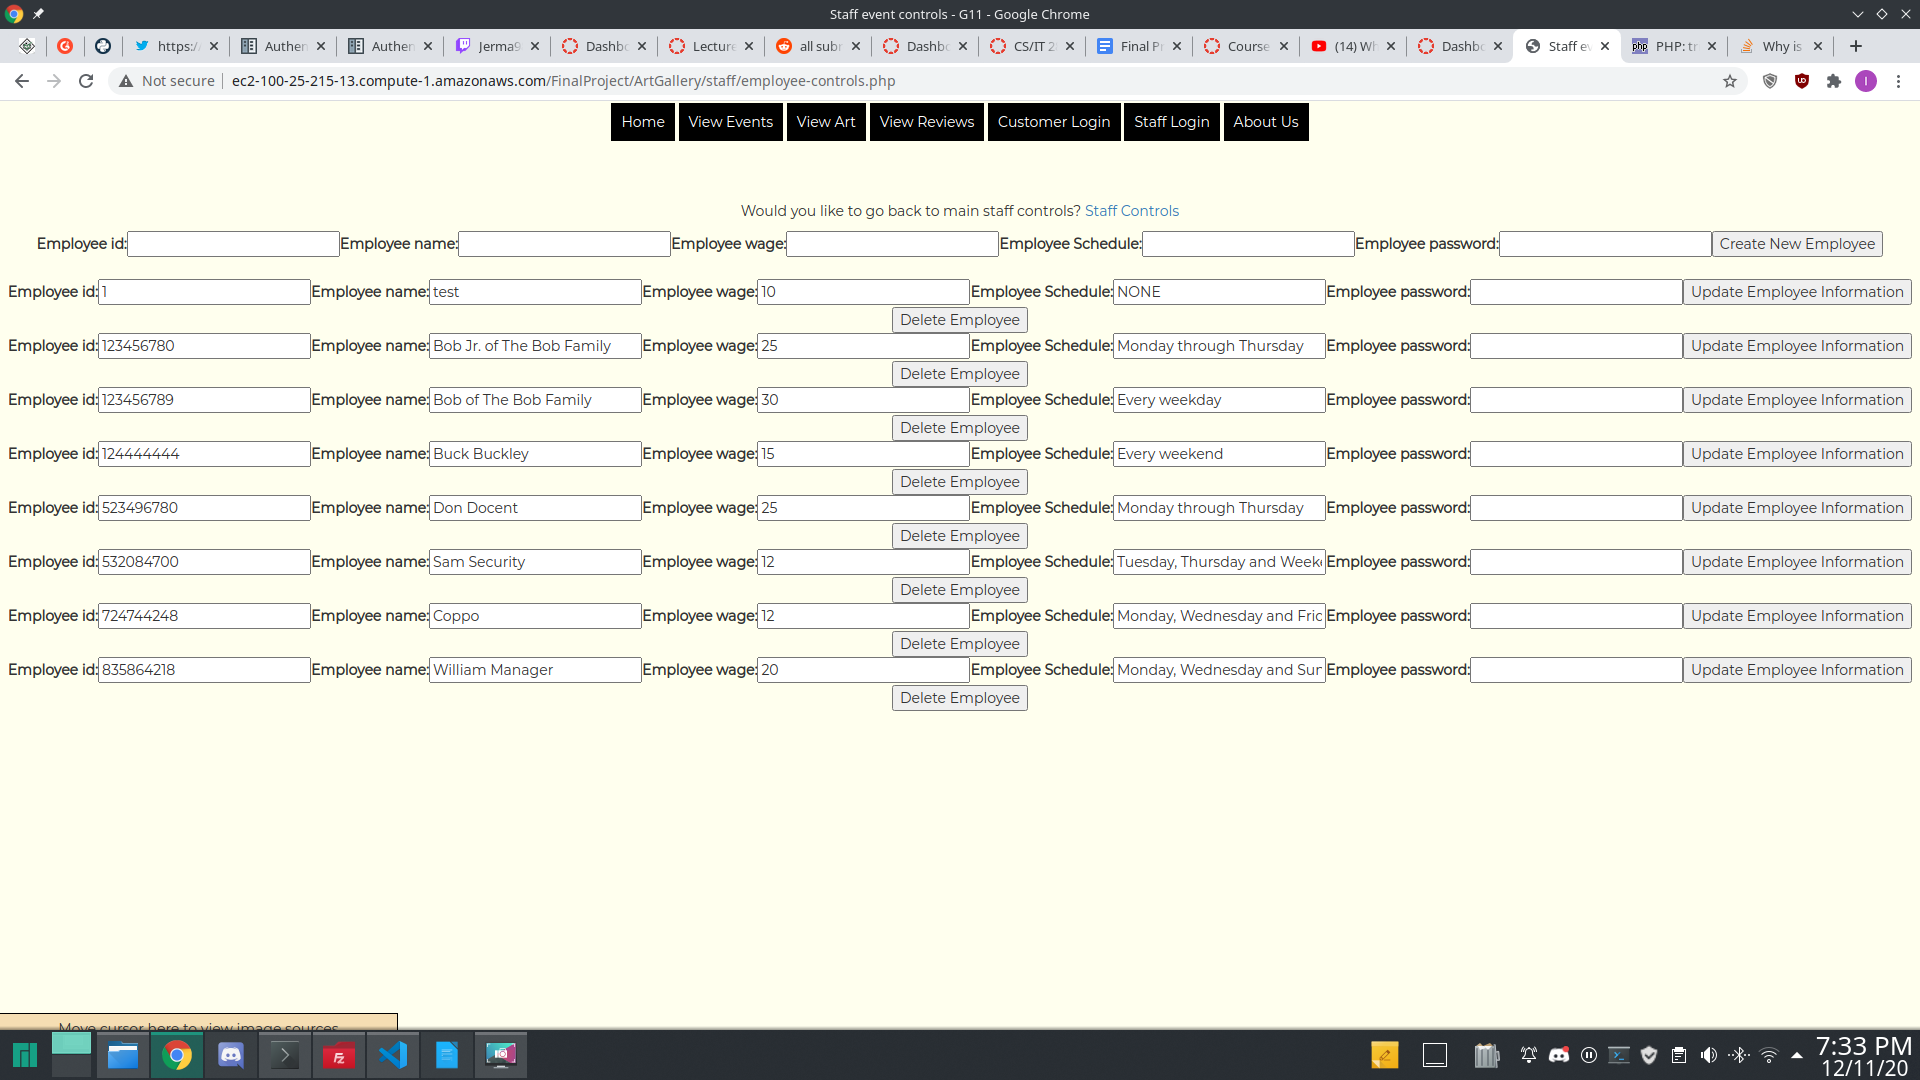 Staff event controls - G11 - Google Chrome
https:/ Authen Authen Jerma9 Dashbo Lecture all subr Dashbo CS/IT 2 Final Pr Course (14) Wh Dashbo Staff ev PHP: tr Why is
Not secure ec2-100-25-215-13.compute-1.amazonaws.com/FinalProject/ArtGallery/staff/employee-controls.php
Home View Events View Art View Reviews Customer Login Staff Login About Us
Would you like to go back to main staff controls? Staff Controls
Employee id: Employee name: Employee wage: Employee Schedule: Employee password: Create New Employee
Employee id: 1 Employee name: test Employee wage: 10 Employee Schedule: NONE Employee password: Update Employee Information
Delete Employee
Employee id: 123456780 Employee name: Bob Jr. of The Bob Family Employee wage: 25 Employee Schedule: Monday through Thursday Employee password: Update Employee Information
Delete Employee
Employee id: 123456789 Employee name: Bob of The Bob Family Employee wage: 30 Employee Schedule: Every weekday Employee password: Update Employee Information
Delete Employee
Employee id: 124444444 Employee name: Buck Buckley Employee wage: 15 Employee Schedule: Every weekend Employee password: Update Employee Information
Delete Employee
Employee id: 523496780 Employee name: Don Docent Employee wage: 25 Employee Schedule: Monday through Thursday Employee password: Update Employee Information
Delete Employee
Employee id: 532084700 Employee name: Sam Security Employee wage: 12 Employee Schedule: Tuesday, Thursday and Week Employee password: Update Employee Information
Delete Employee
Employee id: 724744248 Employee name: Coppo Employee wage: 12 Employee Schedule: Monday, Wednesday and Fric Employee password: Update Employee Information
Delete Employee
Employee id: 835864218 Employee name: William Manager Employee wage: 20 Employee Schedule: Monday, Wednesday and Sur Employee password: Update Employee Information
Delete Employee
Move cursor here to view image sources
7:33 PM
12/11/20